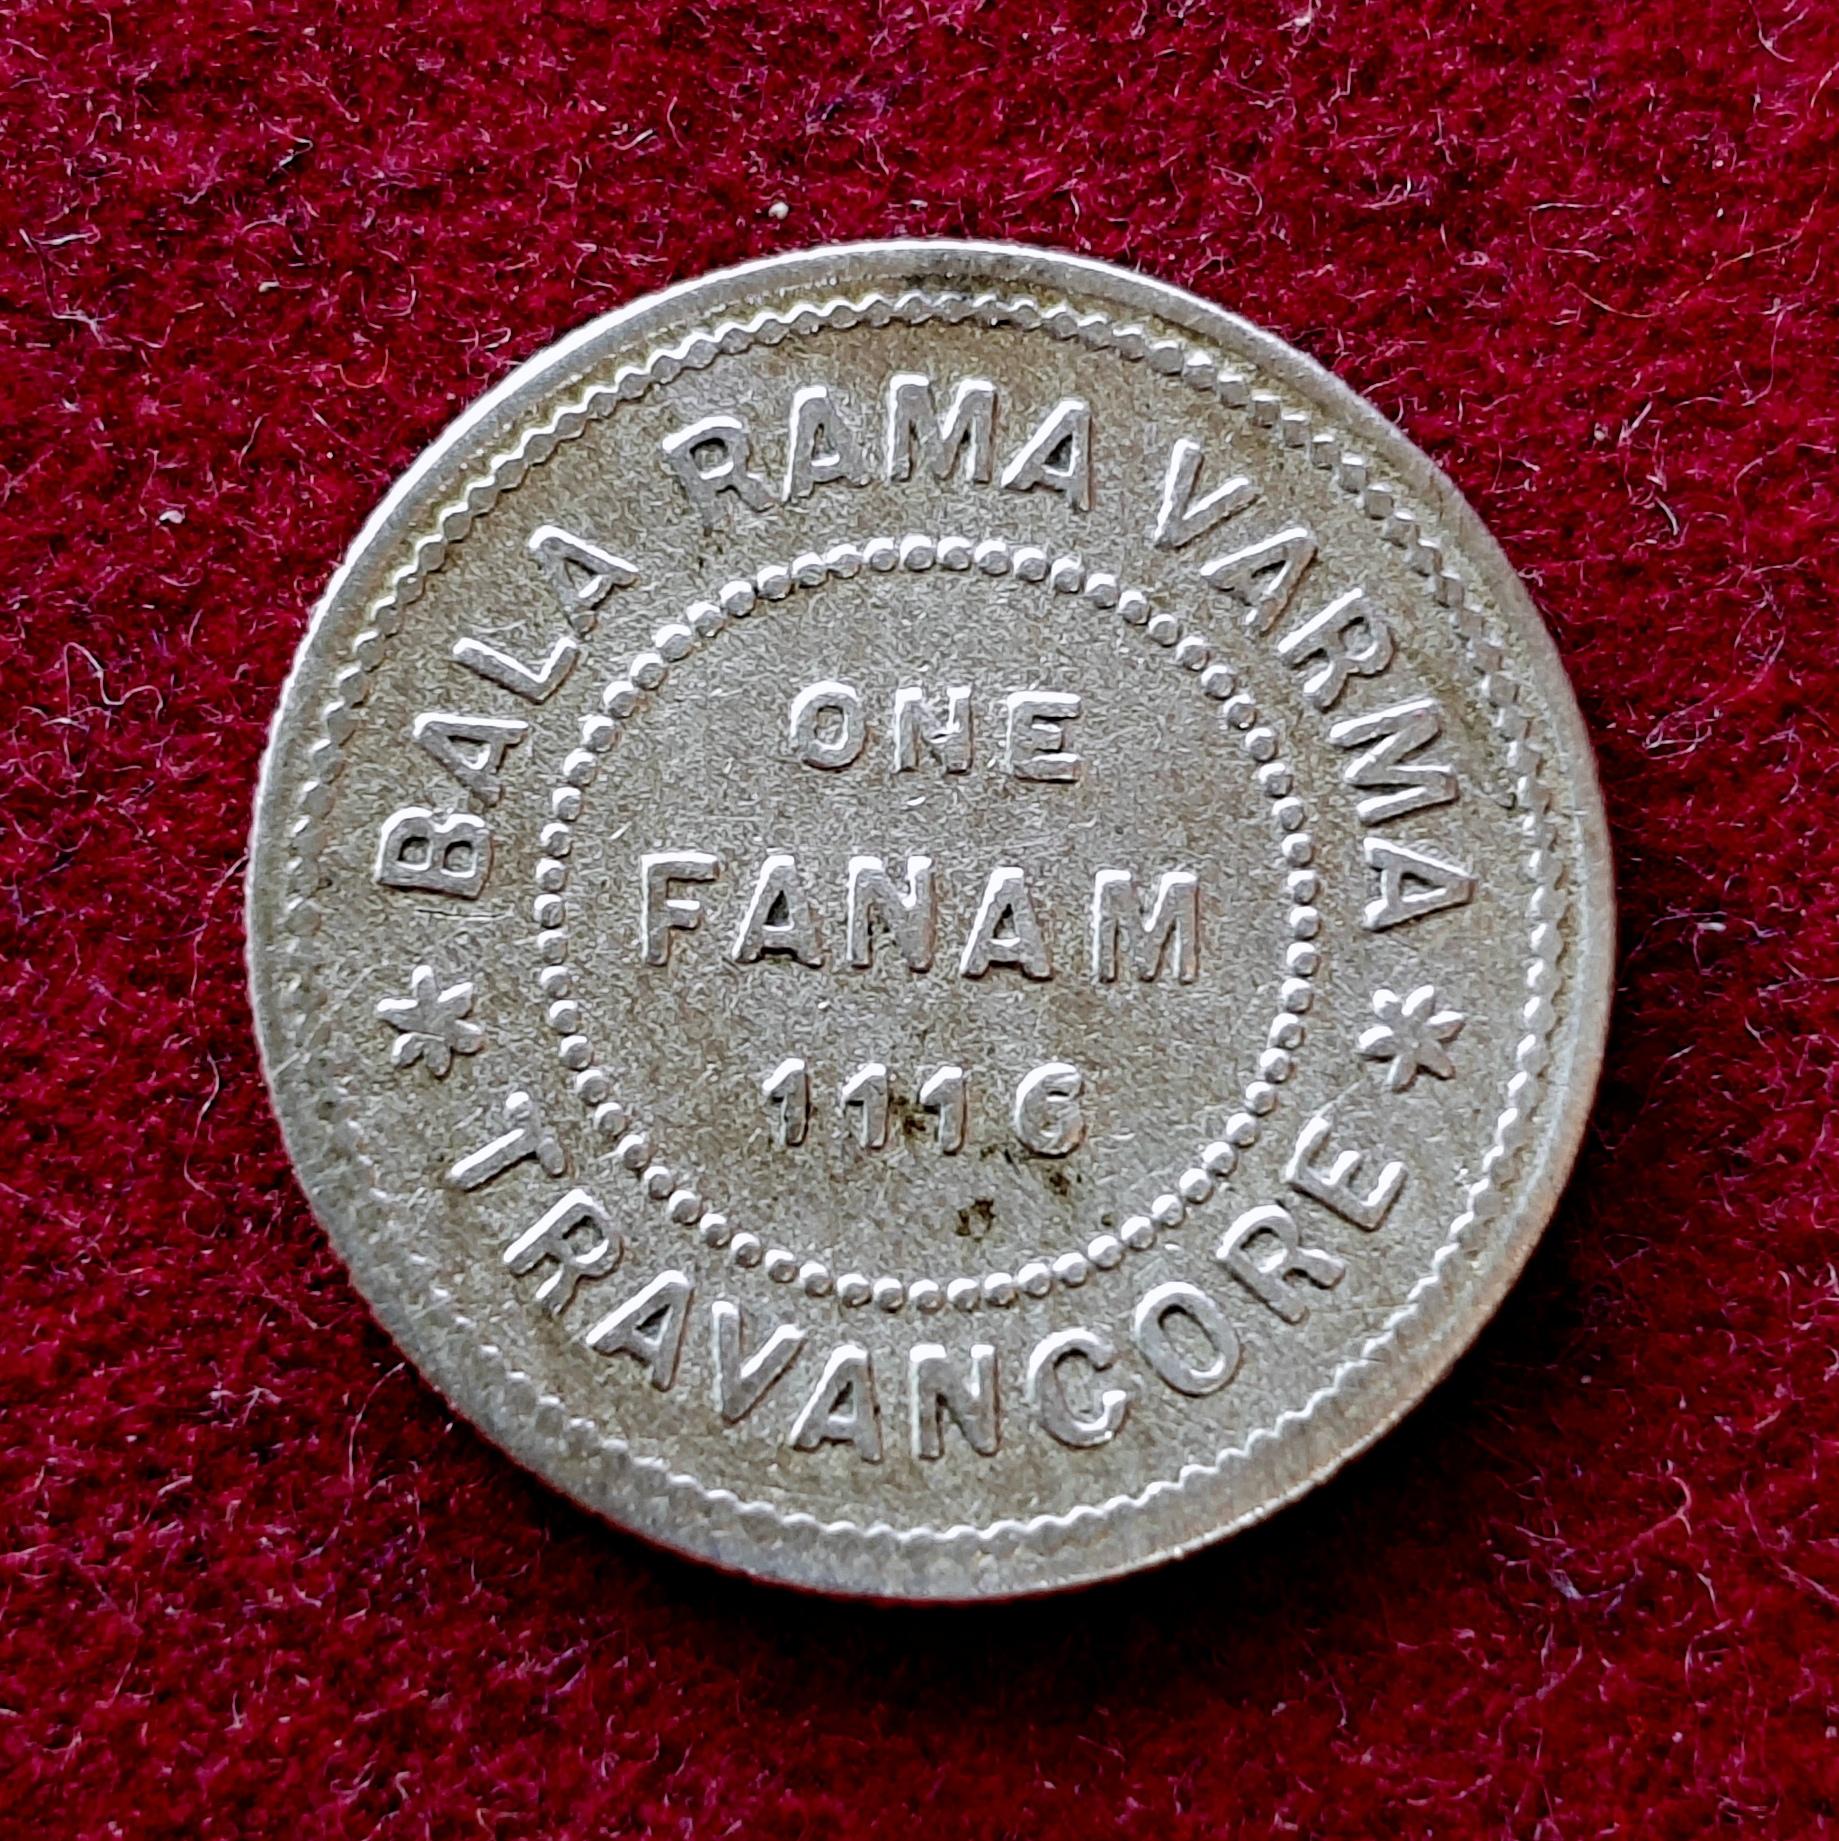 BALA RAMA VARMA
ONE
FANAM
1116
* TRAVANCORE *